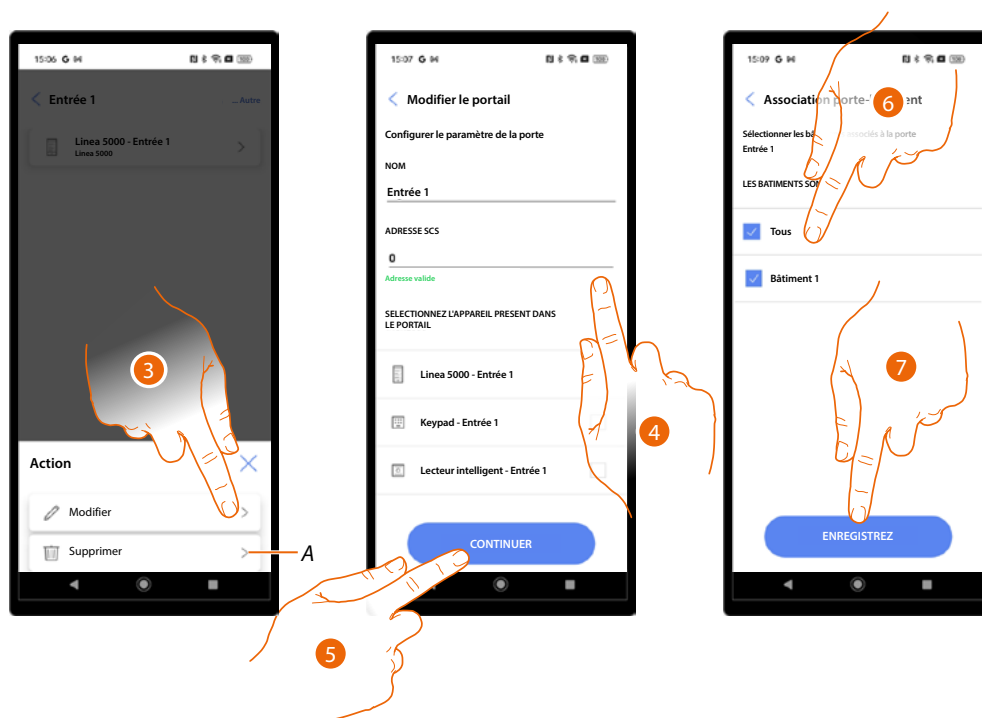 15:06 G
100
Entrée 1
... Autre
Linea 5000 - Entrée 1
Linea 5000
3
Action
Modifier
Supprimer
A
15:07 G
100
Modifier le portail
Configurer le paramètre de la porte
NOM
Entrée 1
ADRESSE SCS
0
Adresse valide
SELECTIONNEZ L'APPAREIL PRESENT DANS
LE PORTAIL
Linea 5000 - Entrée 1
Keypad - Entrée 1
Lecteur intelligent - Entrée 1
4
CONTINUER
5
15:09 G
100
Association porte-
6
Sélectionner les associés à la porte
Entrée 1
LES BATIMENTS
Tous
Bâtiment 1
7
ENREGISTREZ